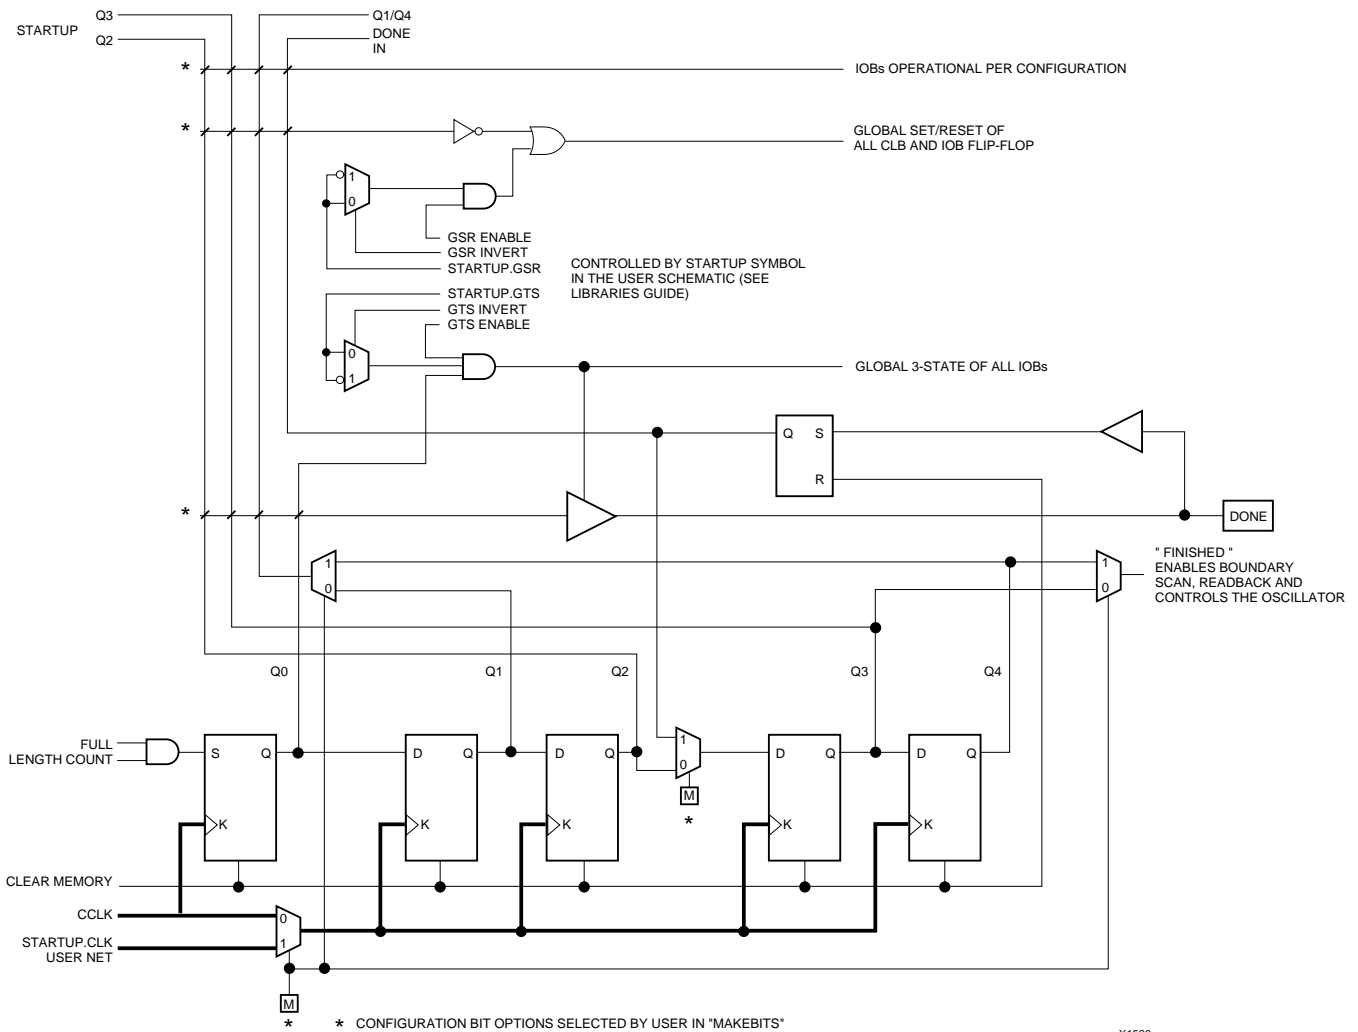 Q3
Q1/Q4
STARTUP
Q2
DONE
IN
*
IOBs OPERATIONAL PER CONFIGURATION
*
GLOBAL SET/RESET OF
ALL CLB AND IOB FLIP-FLOP
1
0
GSR ENABLE
GSR INVERT
STARTUP.GSR
CONTROLLED BY STARTUP SYMBOL
IN THE USER SCHEMATIC (SEE
LIBRARIES GUIDE)
STARTUP.GTS
GTS INVERT
GTS ENABLE
0
1
GLOBAL 3-STATE OF ALL IOBs
Q S
R
*
DONE
1
0
1
0
" FINISHED "
ENABLES BOUNDARY
SCAN, READBACK AND
CONTROLS THE OSCILLATOR
Q0
Q1
Q2
Q3
Q4
FULL
LENGTH COUNT
S Q
K
D Q
K
D Q
K
1
0
M
*
D Q
K
D Q
K
CLEAR MEMORY
CCLK
STARTUP.CLK
USER NET
0
1
M
*
* CONFIGURATION BIT OPTIONS SELECTED BY USER IN "MAKEBITS"